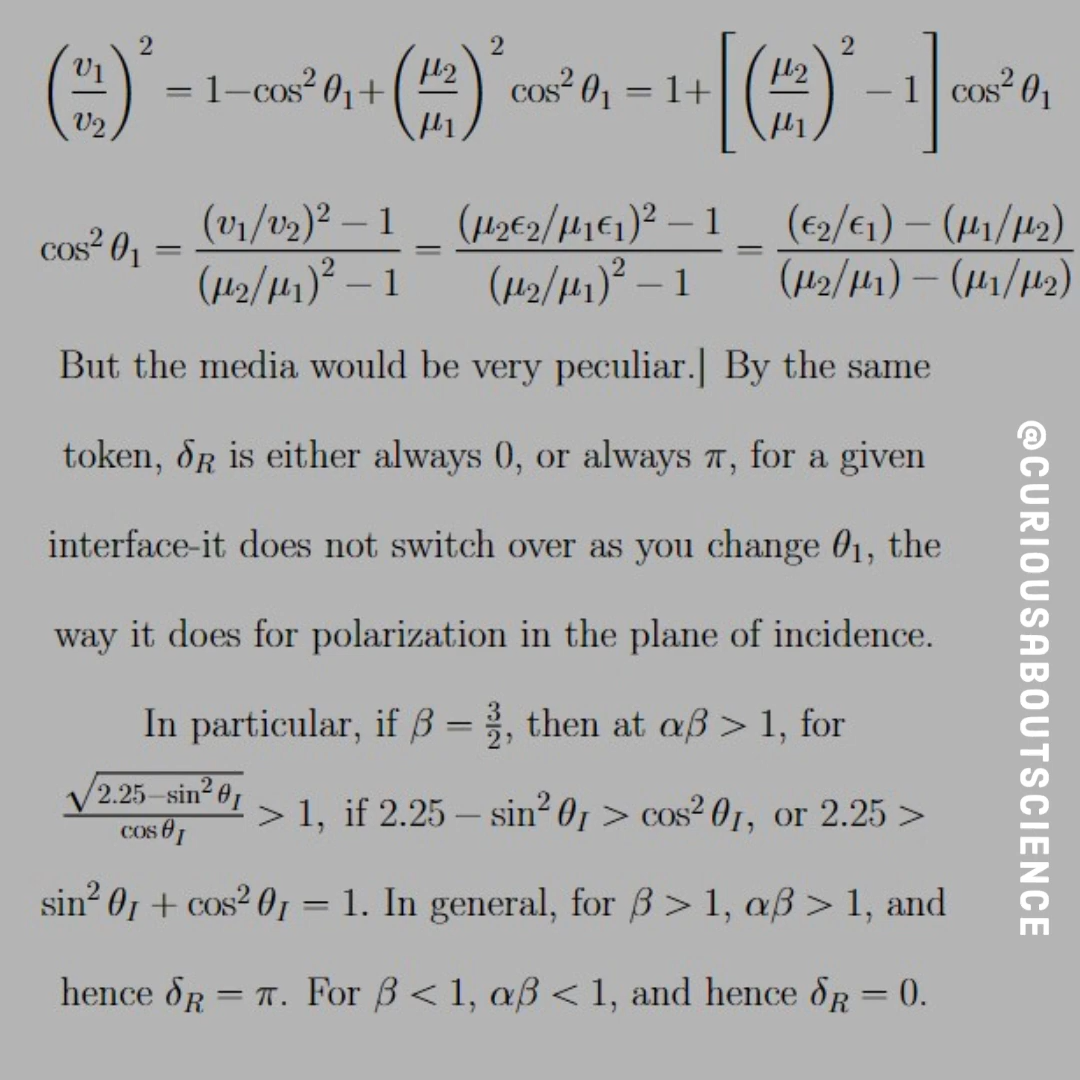 (v₁/v₂)² = 1−cos² θ₁+(μ₂/μ₁)² cos² θ₁ = 1+[(μ₂/μ₁)² − 1] cos² θ₁
cos² θ₁ = ((v₁/v₂)² − 1)/((μ₂/μ₁)² − 1) = ((μ₂ϵ₂/μ₁ϵ₁)² − 1)/((μ₂/μ₁)² − 1) = ((ϵ₂/ϵ₁) − (μ₁/μ₂))/((μ₂/μ₁) − (μ₁/μ₂))
But the media would be very peculiar.] By the same
token, δ_R is either always 0, or always π, for a given
interface-it does not switch over as you change θ₁, the
way it does for polarization in the plane of incidence.
In particular, if β = 3/2, then at αβ > 1, for
√(2.25−sin² θ_I)/cos θ_I > 1, if 2.25 − sin² θ_I > cos² θ_I, or 2.25 >
sin² θ_I + cos² θ_I = 1. In general, for β > 1, αβ > 1, and
hence δ_R = π. For β < 1, αβ < 1, and hence δ_R = 0.
@CURIOUSABOUTSCIENCE